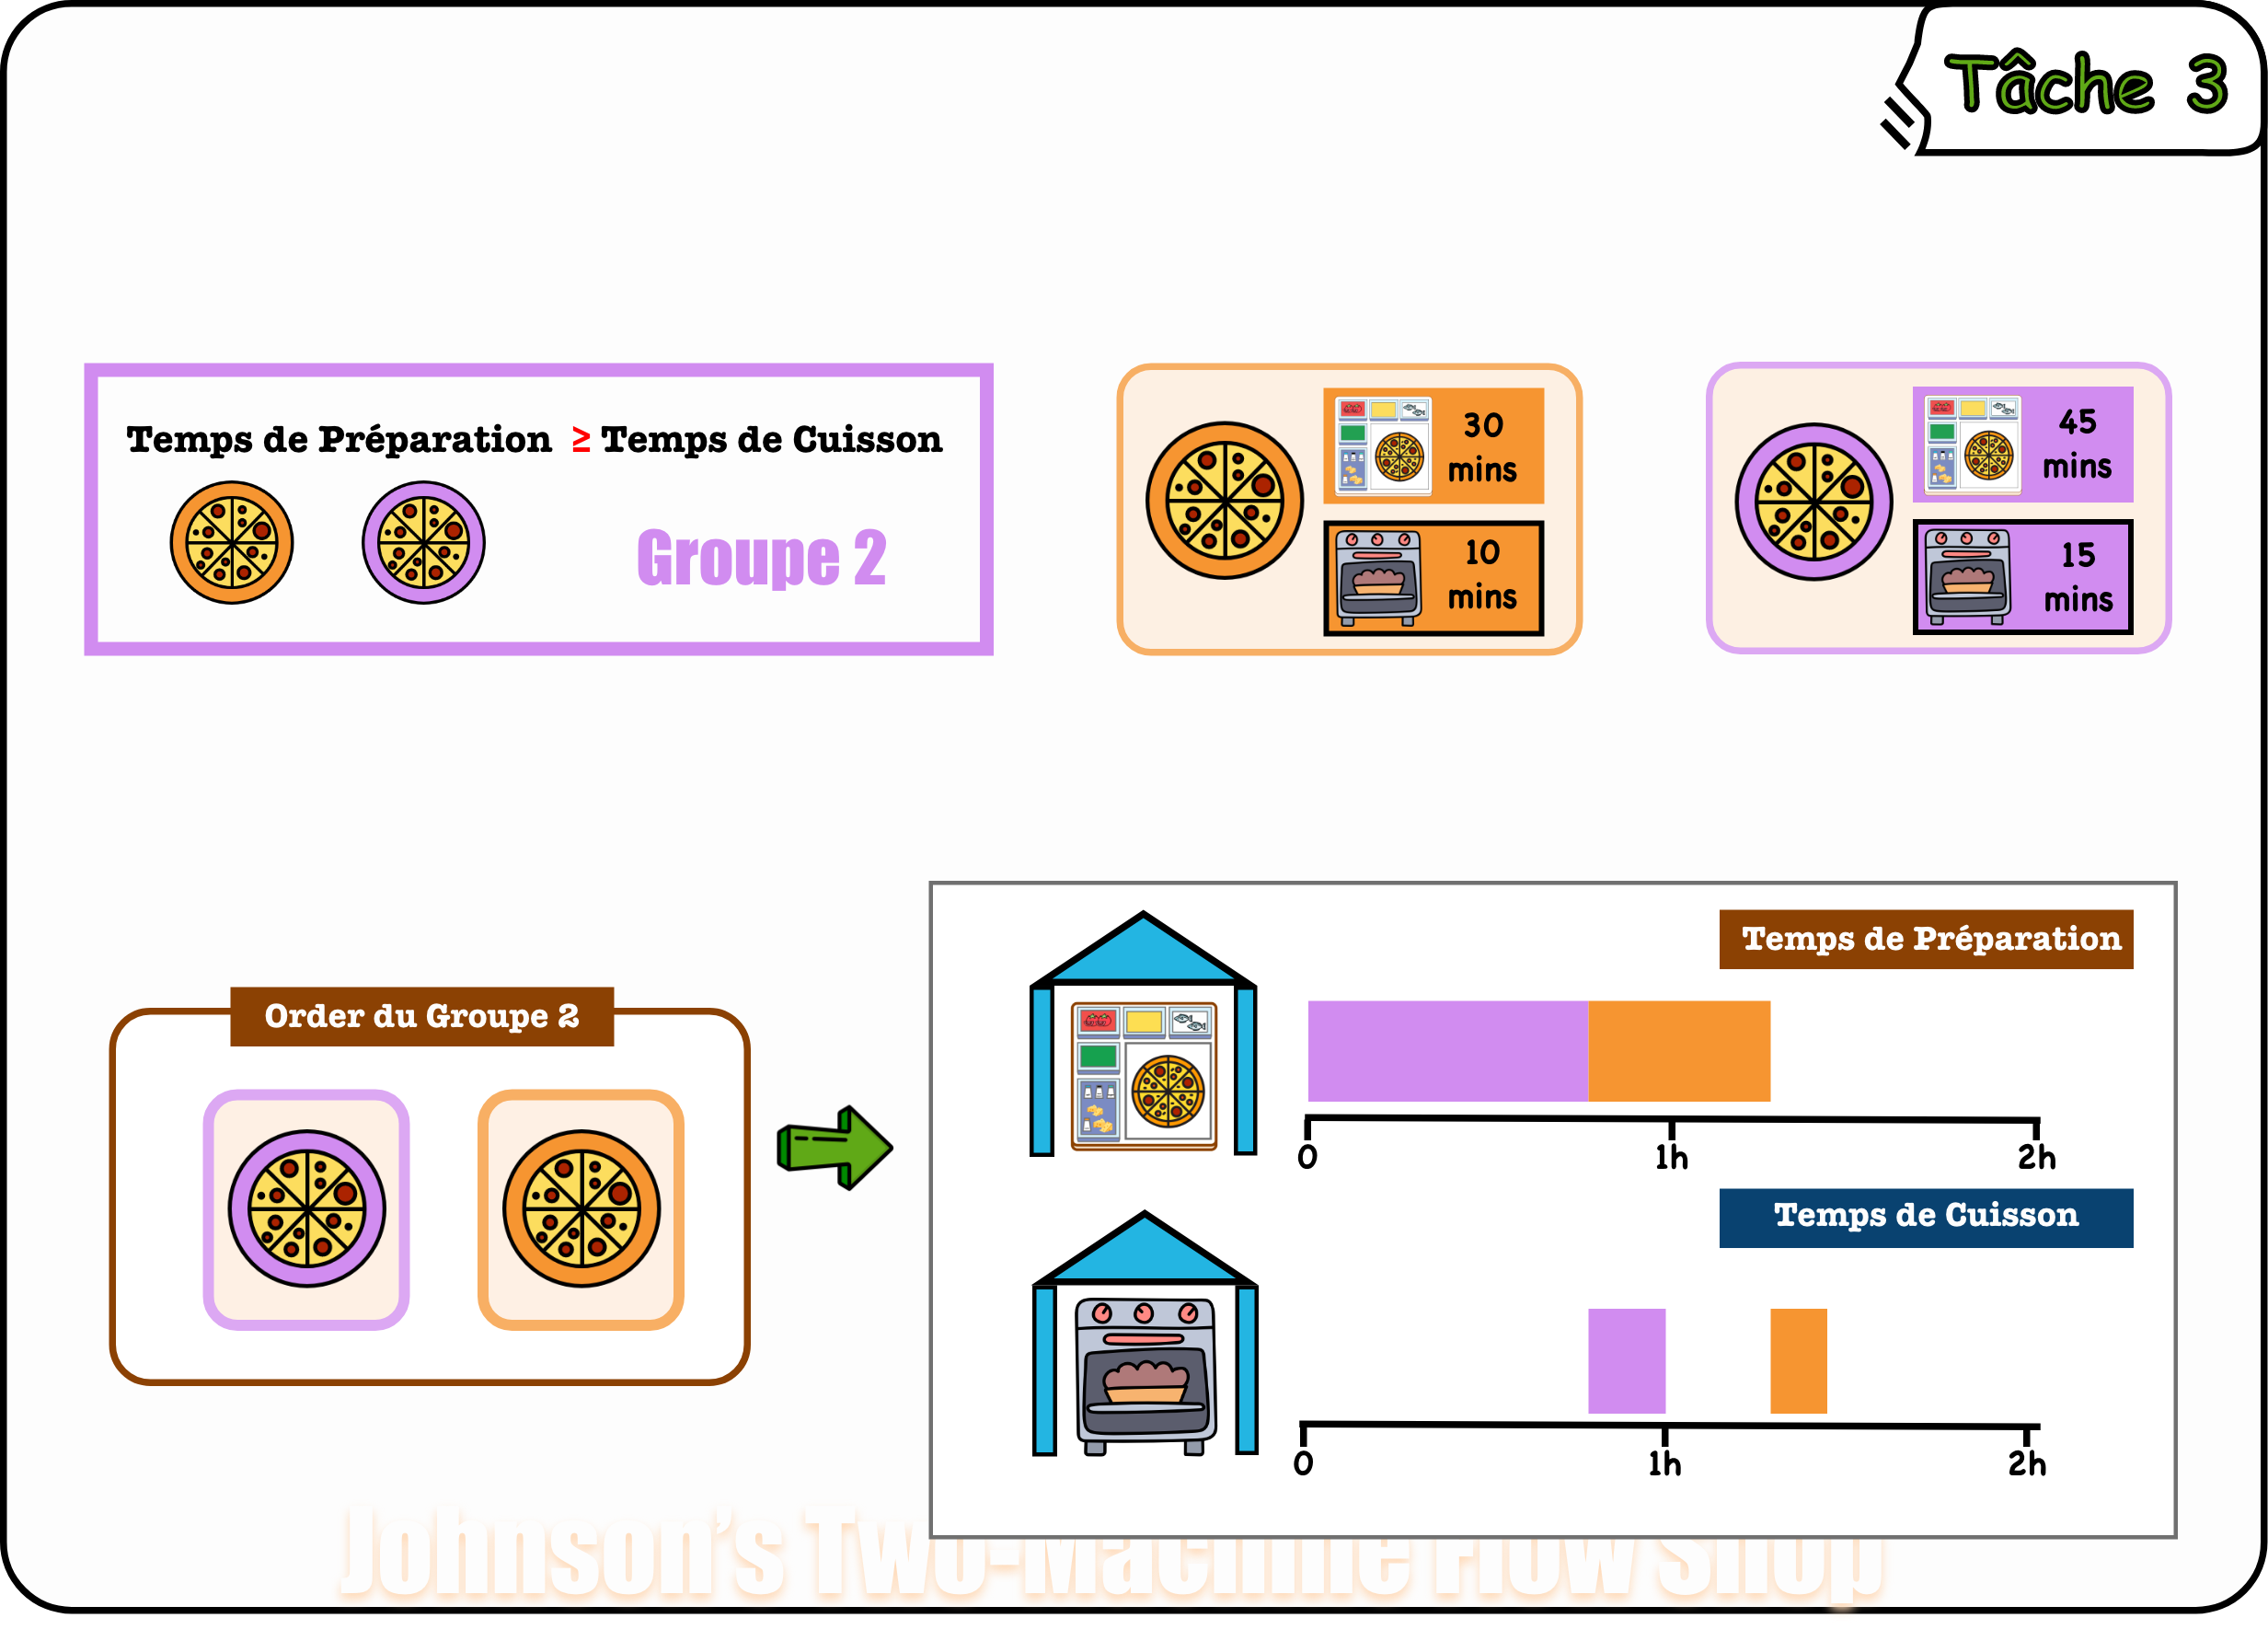 Tâche 3
Temps de Préparation ≥ Temps de Cuisson
Groupe 2
30
mins
10
mins
45
mins
15
mins
Order du Groupe 2
Temps de Préparation
0 1h 2h
Temps de Cuisson
0 1h 2h
Johnson's Two-Machine Flow Shop